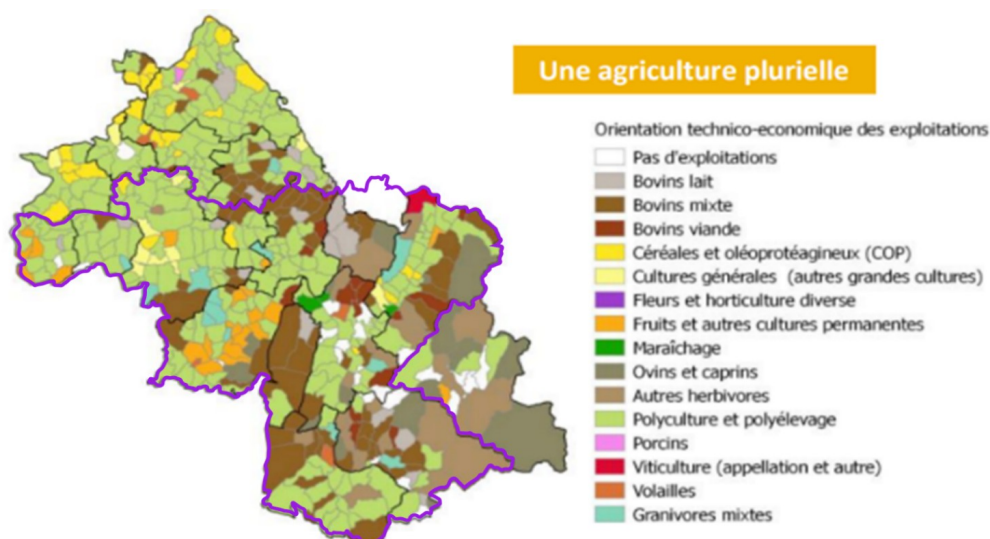 Une agriculture plurielle
Orientation technico-economique des exploitations
Pas d'exploitations
Bovins lait
Bovins mixte
Bovins viande
Céréales et oléoprotéagineux (COP)
Cultures générales (autres grandes cultures)
Fleurs et horticulture diverse
Fruits et autres cultures permanentes
Maraîchage
Ovins et caprins
Autres herbivores
Polyculture et polyélevage
Porcins
Viticulture (appellation et autre)
Volailles
Granivores mixtes